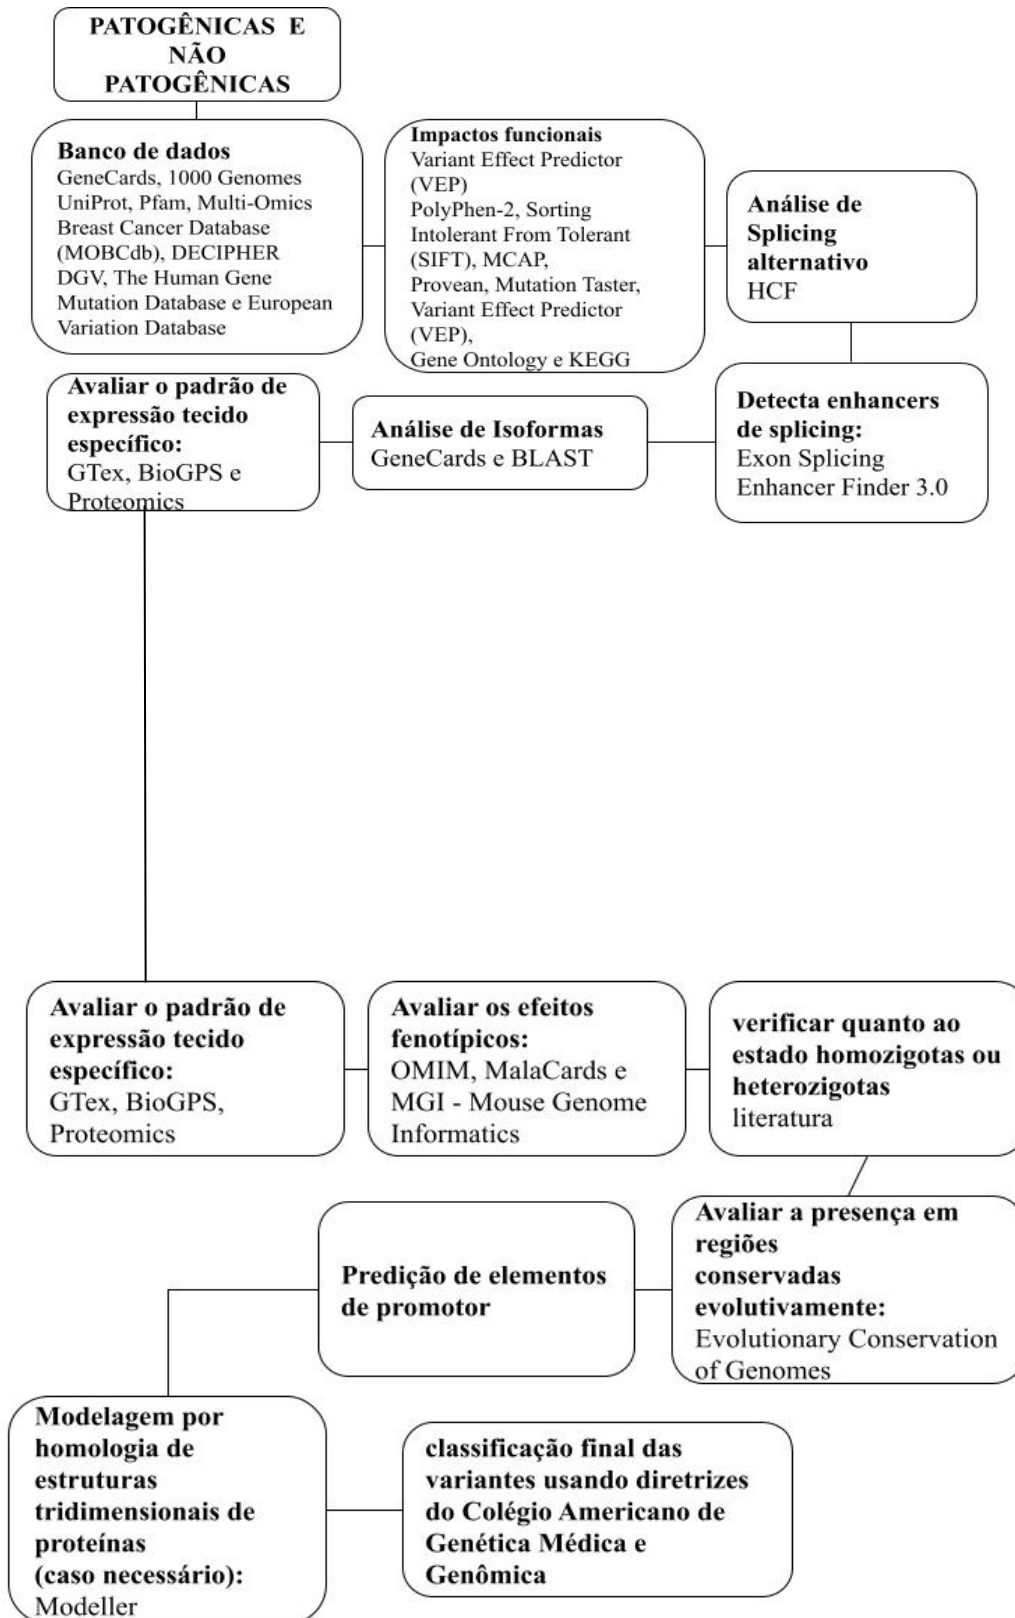 PATOGÊNICAS E
NÃO
PATOGÊNICAS
Banco de dados
GeneCards, 1000 Genomes
UniProt, Pfam, Multi-Omics
Breast Cancer Database
(MOBCdb), DECIPHER
DGV, The Human Gene
Mutation Database e European
Variation Database
Impactos funcionais
Variant Effect Predictor
(VEP)
PolyPhen-2, Sorting
Intolerant From Tolerant
(SIFT), MCAP,
Provean, Mutation Taster,
Variant Effect Predictor
(VEP),
Gene Ontology e KEGG
Análise de
Splicing
alternativo
HCF
Detecta enhancers
de splicing:
Exon Splicing
Enhancer Finder 3.0
Análise de Isoformas
GeneCards e BLAST
Avaliar o padrão de
expressão tecido
específico:
GTex, BioGPS e
Proteomics
Avaliar o padrão de
expressão tecido
específico:
GTex, BioGPS,
Proteomics
Avaliar os efeitos
fenotípicos:
OMIM, MalaCards e
MGI - Mouse Genome
Informatics
verificar quanto ao
estado homozigotas ou
heterozigotas
literatura
Avaliar a presença em
regiões
conservadas
evolutivamente:
Evolutionary Conservation
of Genomes
Predição de elementos
de promotor
Modelagem por
homologia de
estruturas
tridimensionais de
proteínas
(caso necessário):
Modeller
classificação final das
variantes usando diretrizes
do Colégio Americano de
Genética Médica e
Genômica